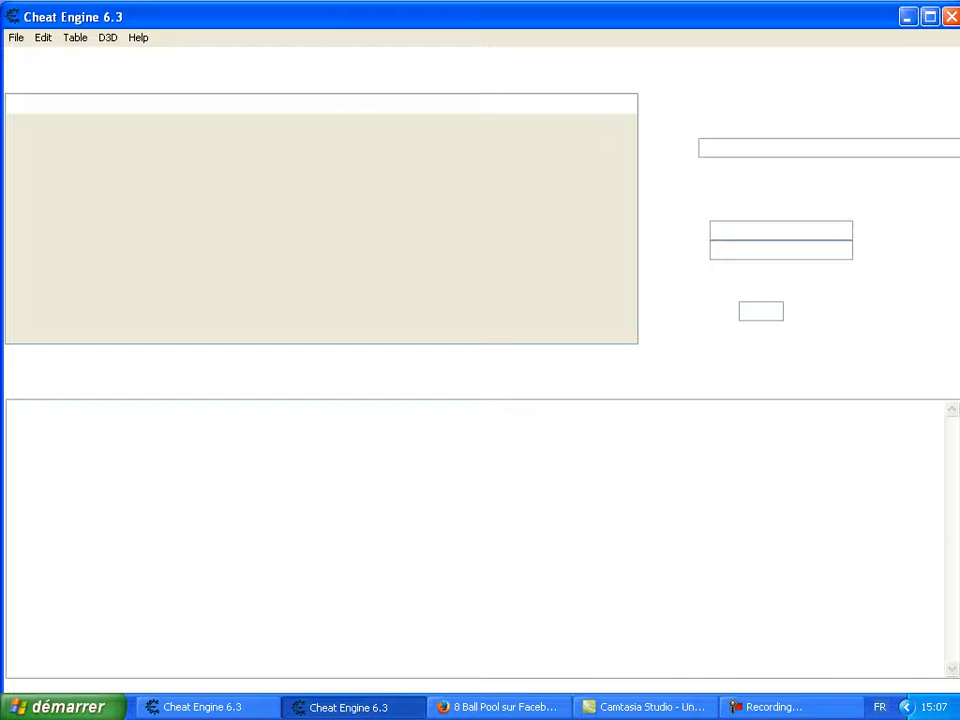 Cheat Engine 6.3
File Edit Table D3D Help
démarrer Cheat Engine 6.3 Cheat Engine 6.3 8 Ball Pool sur Faceb... Camtasia Studio - Un... Recording... FR 15:07